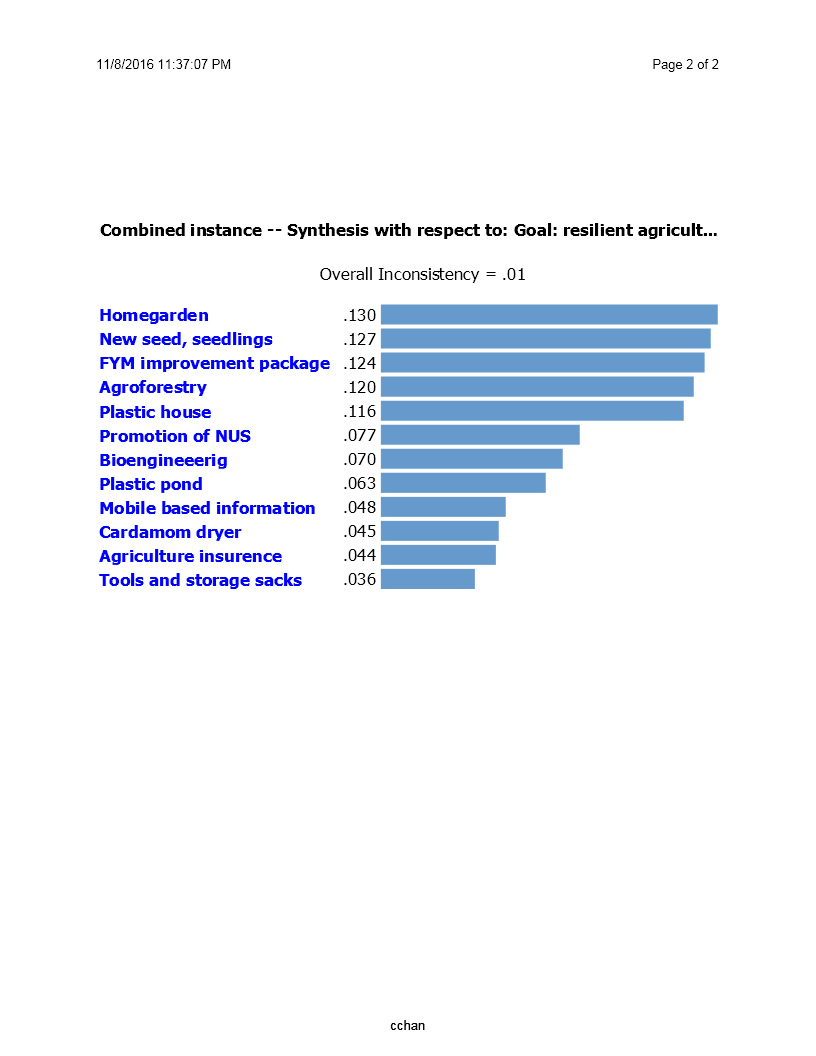 11/8/2016 11:37:07 PM Page 2 of 2
Combined instance -- Synthesis with respect to: Goal: resilient agricult...
Overall Inconsistency = .01
Homegarden .130
New seed, seedlings .127
FYM improvement package .124
Agroforestry .120
Plastic house .116
Promotion of NUS .077
Bioengineeerig .070
Plastic pond .063
Mobile based information .048
Cardamom dryer .045
Agriculture insurence .044
Tools and storage sacks .036
cchan